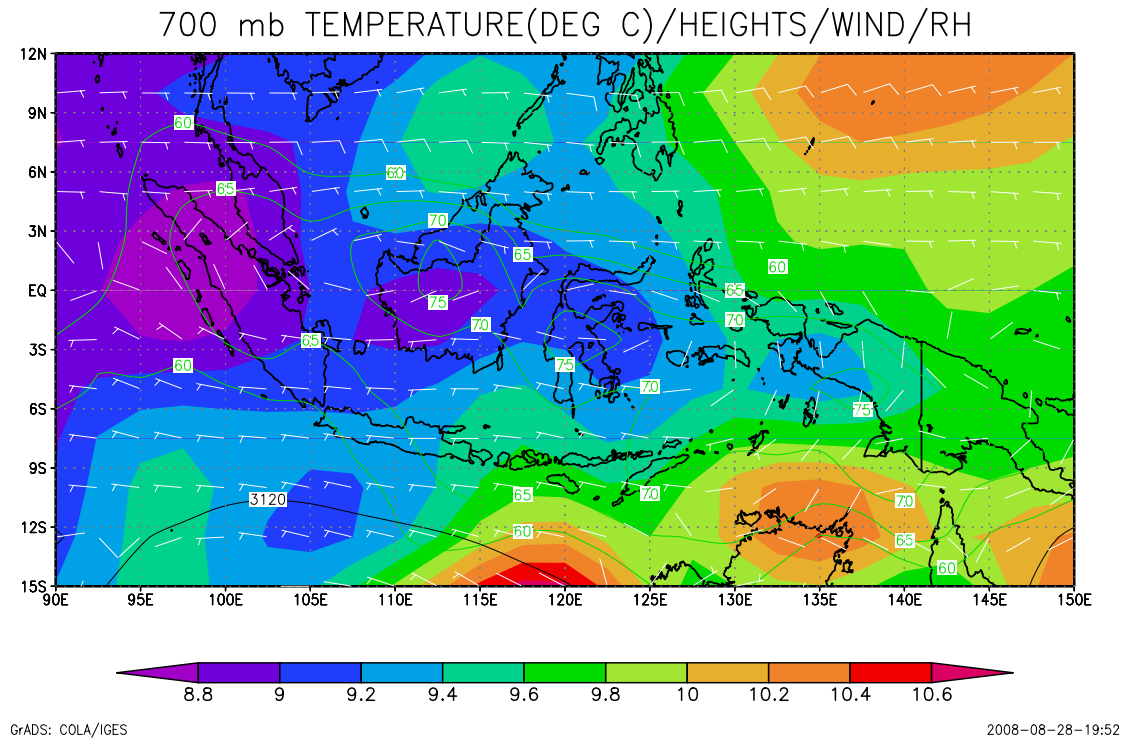 700 mb TEMPERATURE(DEG C)/HEIGHTS/WIND/RH
12N
9N
6N
3N
EQ
3S
6S
9S
12S
15S
60
60
65
70
65
60
75
65
70
70
65
60
75
70
75
65
70
70
3120
60
65
60
90E 95E 100E 105E 110E 115E 120E 125E 130E 135E 140E 145E 150E
8.8 9 9.2 9.4 9.6 9.8 10 10.2 10.4 10.6
GrADS: COLA/IGES 2008-08-28-19:52